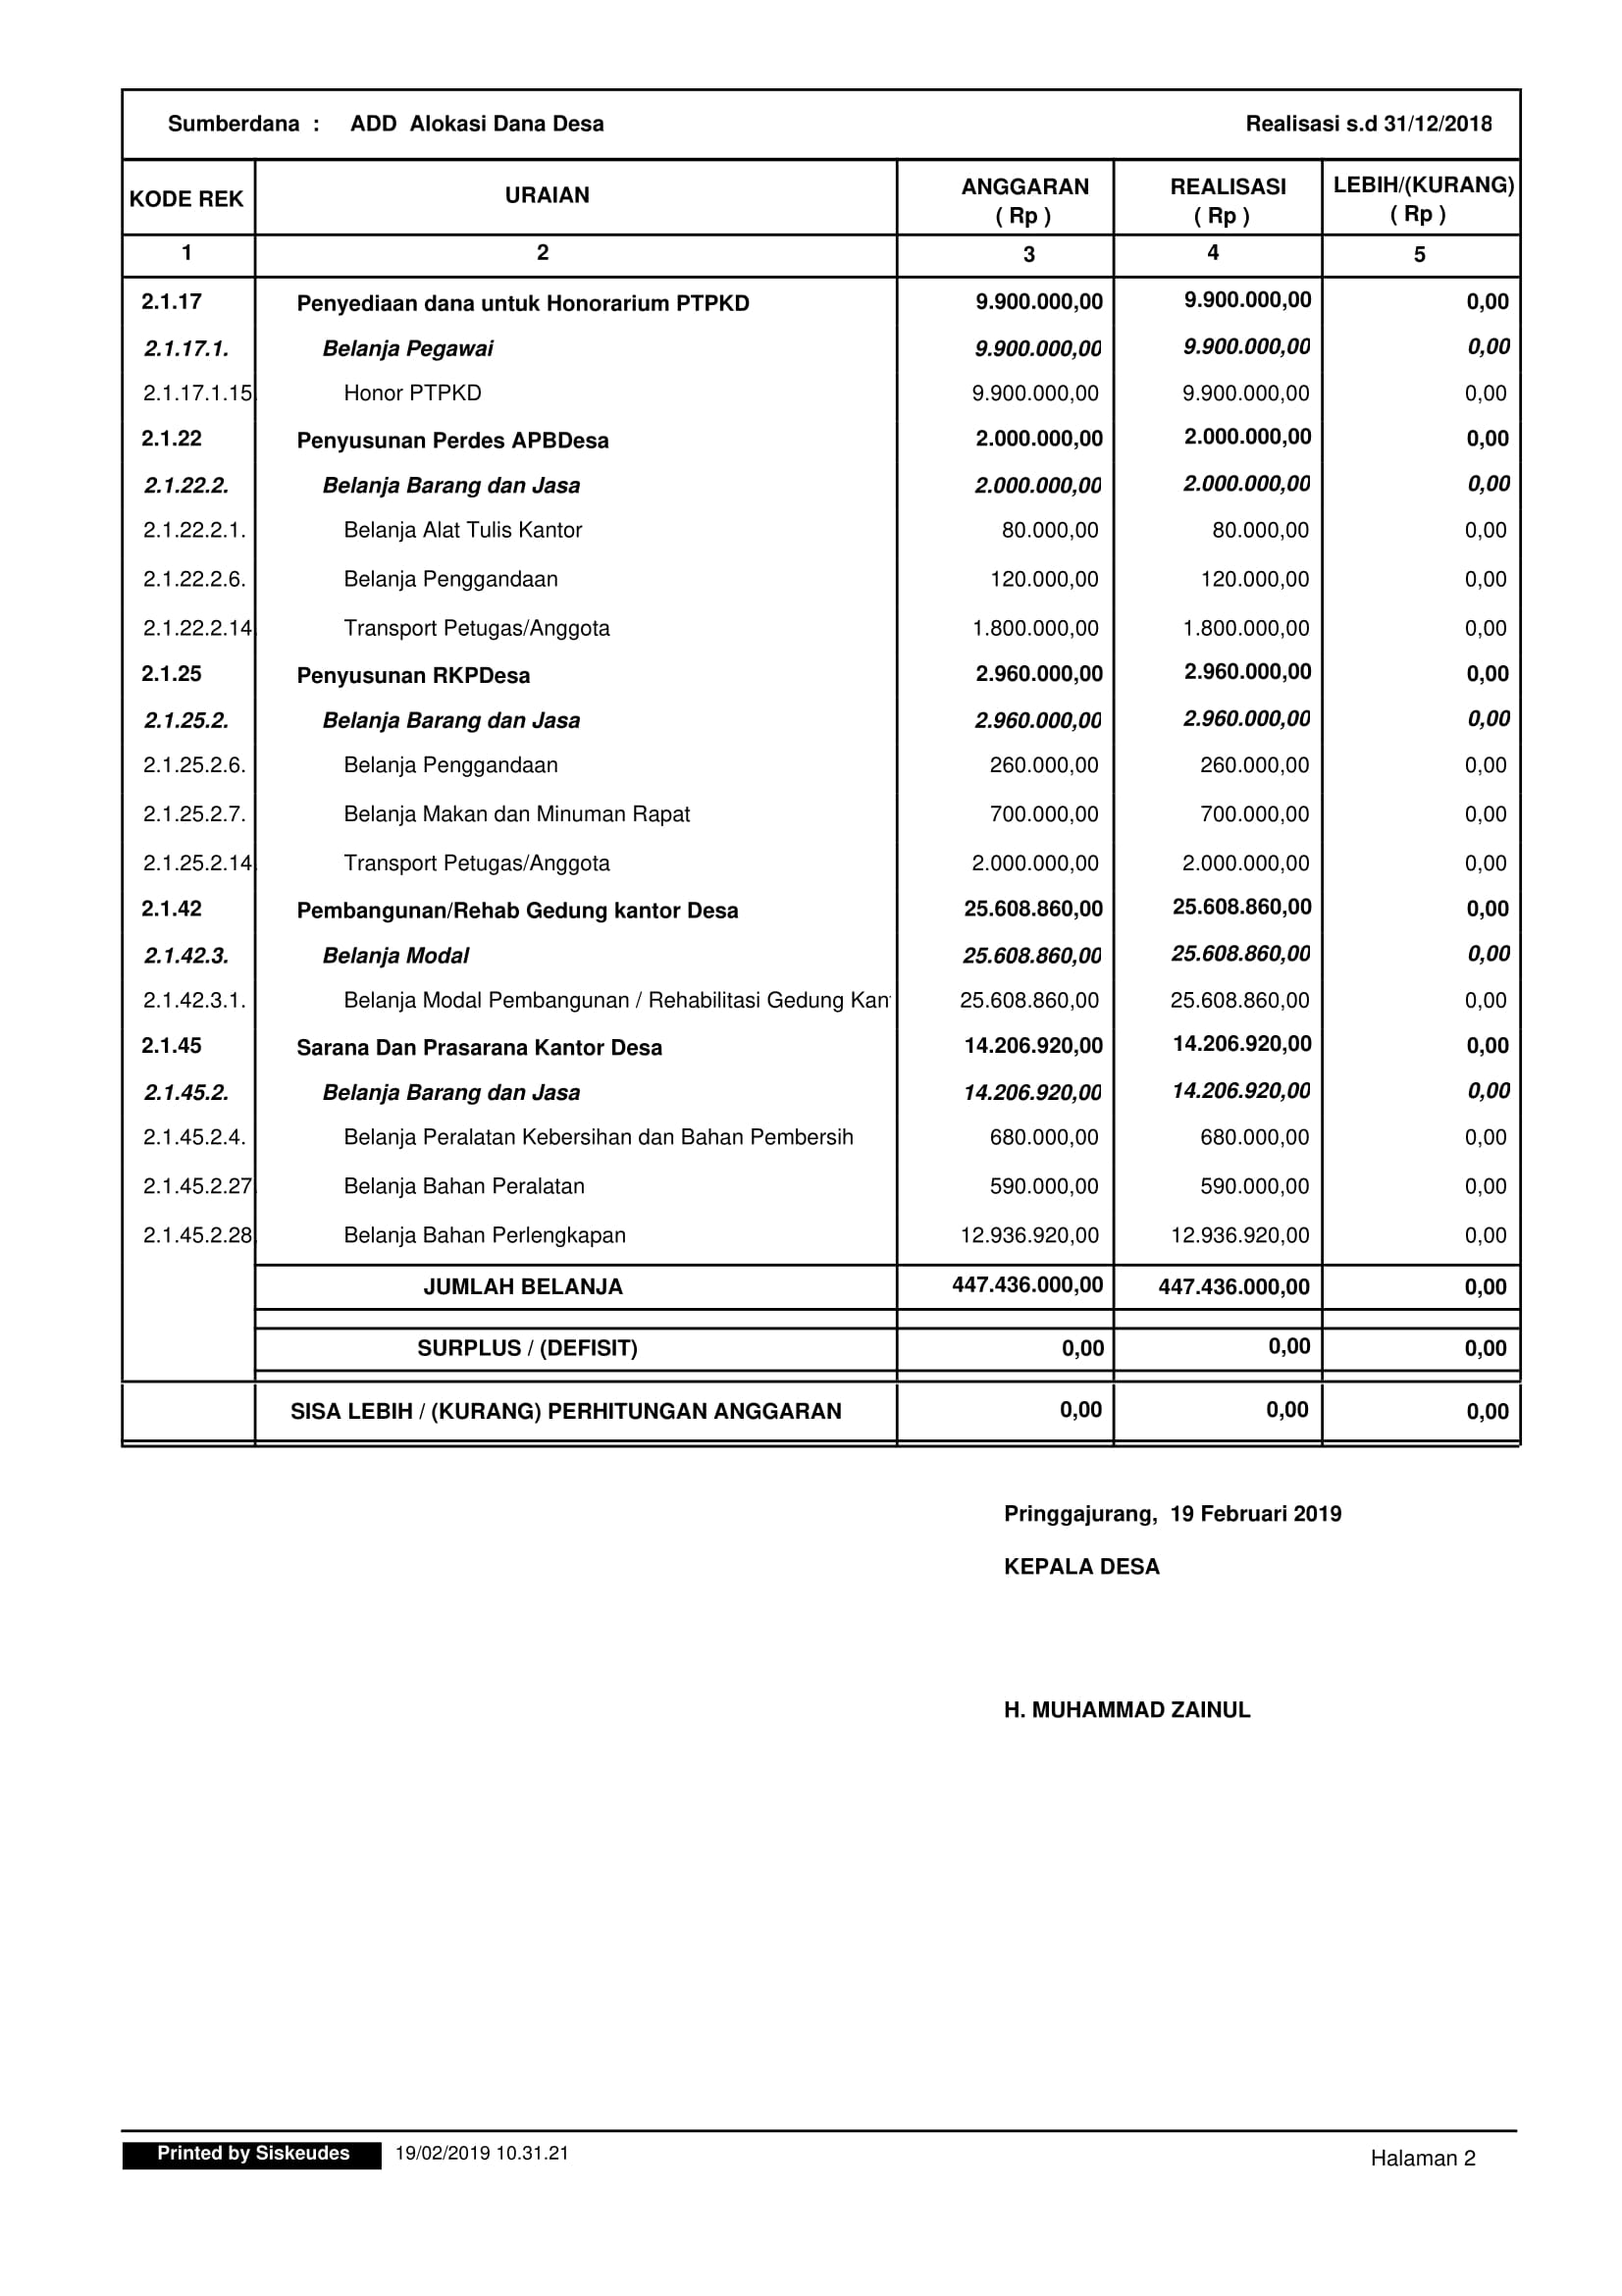 Sumberdana : ADD Alokasi Dana Desa Realisasi s.d 31/12/2018
KODE REK URAIAN ANGGARAN ( Rp ) REALISASI ( Rp ) LEBIH/(KURANG) ( Rp )
1 2 3 4 5
2.1.17 Penyediaan dana untuk Honorarium PTPKD 9.900.000,00 9.900.000,00 0,00
2.1.17.1. Belanja Pegawai 9.900.000,00 9.900.000,00 0,00
2.1.17.1.15. Honor PTPKD 9.900.000,00 9.900.000,00 0,00
2.1.22 Penyusunan Perdes APBDesa 2.000.000,00 2.000.000,00 0,00
2.1.22.2. Belanja Barang dan Jasa 2.000.000,00 2.000.000,00 0,00
2.1.22.2.1. Belanja Alat Tulis Kantor 80.000,00 80.000,00 0,00
2.1.22.2.6. Belanja Penggandaan 120.000,00 120.000,00 0,00
2.1.22.2.14. Transport Petugas/Anggota 1.800.000,00 1.800.000,00 0,00
2.1.25 Penyusunan RKPDesa 2.960.000,00 2.960.000,00 0,00
2.1.25.2. Belanja Barang dan Jasa 2.960.000,00 2.960.000,00 0,00
2.1.25.2.6. Belanja Penggandaan 260.000,00 260.000,00 0,00
2.1.25.2.7. Belanja Makan dan Minuman Rapat 700.000,00 700.000,00 0,00
2.1.25.2.14. Transport Petugas/Anggota 2.000.000,00 2.000.000,00 0,00
2.1.42 Pembangunan/Rehab Gedung kantor Desa 25.608.860,00 25.608.860,00 0,00
2.1.42.3. Belanja Modal 25.608.860,00 25.608.860,00 0,00
2.1.42.3.1. Belanja Modal Pembangunan / Rehabilitasi Gedung Kan 25.608.860,00 25.608.860,00 0,00
2.1.45 Sarana Dan Prasarana Kantor Desa 14.206.920,00 14.206.920,00 0,00
2.1.45.2. Belanja Barang dan Jasa 14.206.920,00 14.206.920,00 0,00
2.1.45.2.4. Belanja Peralatan Kebersihan dan Bahan Pembersih 680.000,00 680.000,00 0,00
2.1.45.2.27. Belanja Bahan Peralatan 590.000,00 590.000,00 0,00
2.1.45.2.28. Belanja Bahan Perlengkapan 12.936.920,00 12.936.920,00 0,00
JUMLAH BELANJA 447.436.000,00 447.436.000,00 0,00
SURPLUS / (DEFISIT) 0,00 0,00 0,00
SISA LEBIH / (KURANG) PERHITUNGAN ANGGARAN 0,00 0,00 0,00
Pringgajurang, 19 Februari 2019
KEPALA DESA
H. MUHAMMAD ZAINUL
Printed by Siskeudes 19/02/2019 10.31.21 Halaman 2